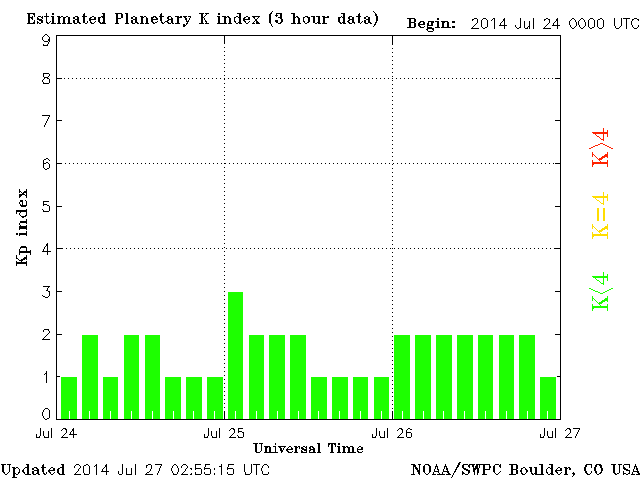 Estimated Planetary K index (3 hour data)
Begin: 2014 Jul 24 0000 UTC
9
8
7
6
5
4
3
2
1
0
Kp index
Jul 24
Jul 25
Jul 26
Jul 27
Universal Time
K>4
K=4
K<4
Updated 2014 Jul 27 02:55:15 UTC
NOAA/SWPC Boulder, CO USA